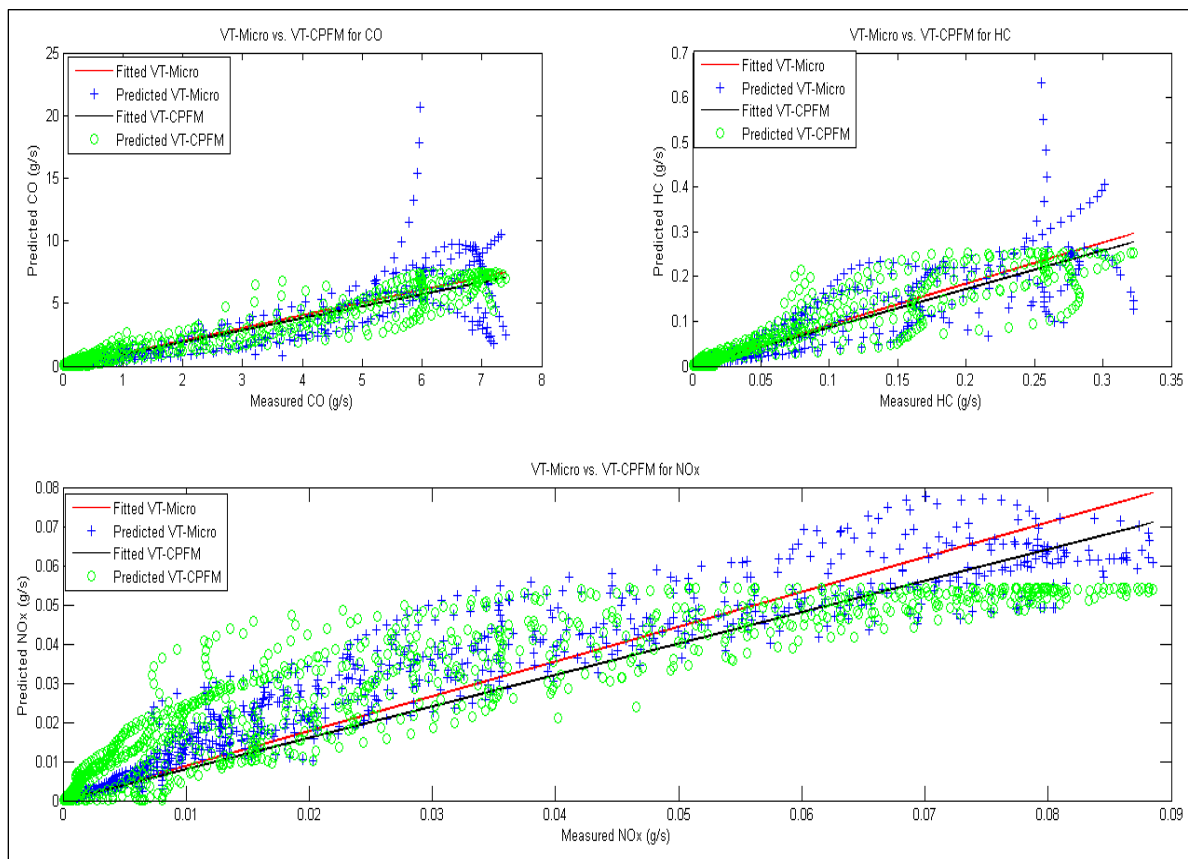 VT-Micro vs. VT-CPFM for CO
25
20
15
10
5
0
Predicted CO (g/s)
Fitted VT-Micro
Predicted VT-Micro
Fitted VT-CPFM
Predicted VT-CPFM
0 1 2 3 4 5 6 7 8
Measured CO (g/s)
VT-Micro vs. VT-CPFM for HC
0.7
0.6
0.5
0.4
0.3
0.2
0.1
0
Predicted HC (g/s)
Fitted VT-Micro
Predicted VT-Micro
Fitted VT-CPFM
Predicted VT-CPFM
0 0.05 0.1 0.15 0.2 0.25 0.3 0.35
Measured HC (g/s)
VT-Micro vs. VT-CPFM for NOx
0.08
0.07
0.06
0.05
0.04
0.03
0.02
0.01
0
Predicted NOx (g/s)
Fitted VT-Micro
Predicted VT-Micro
Fitted VT-CPFM
Predicted VT-CPFM
0 0.01 0.02 0.03 0.04 0.05 0.06 0.07 0.08 0.09
Measured NOx (g/s)